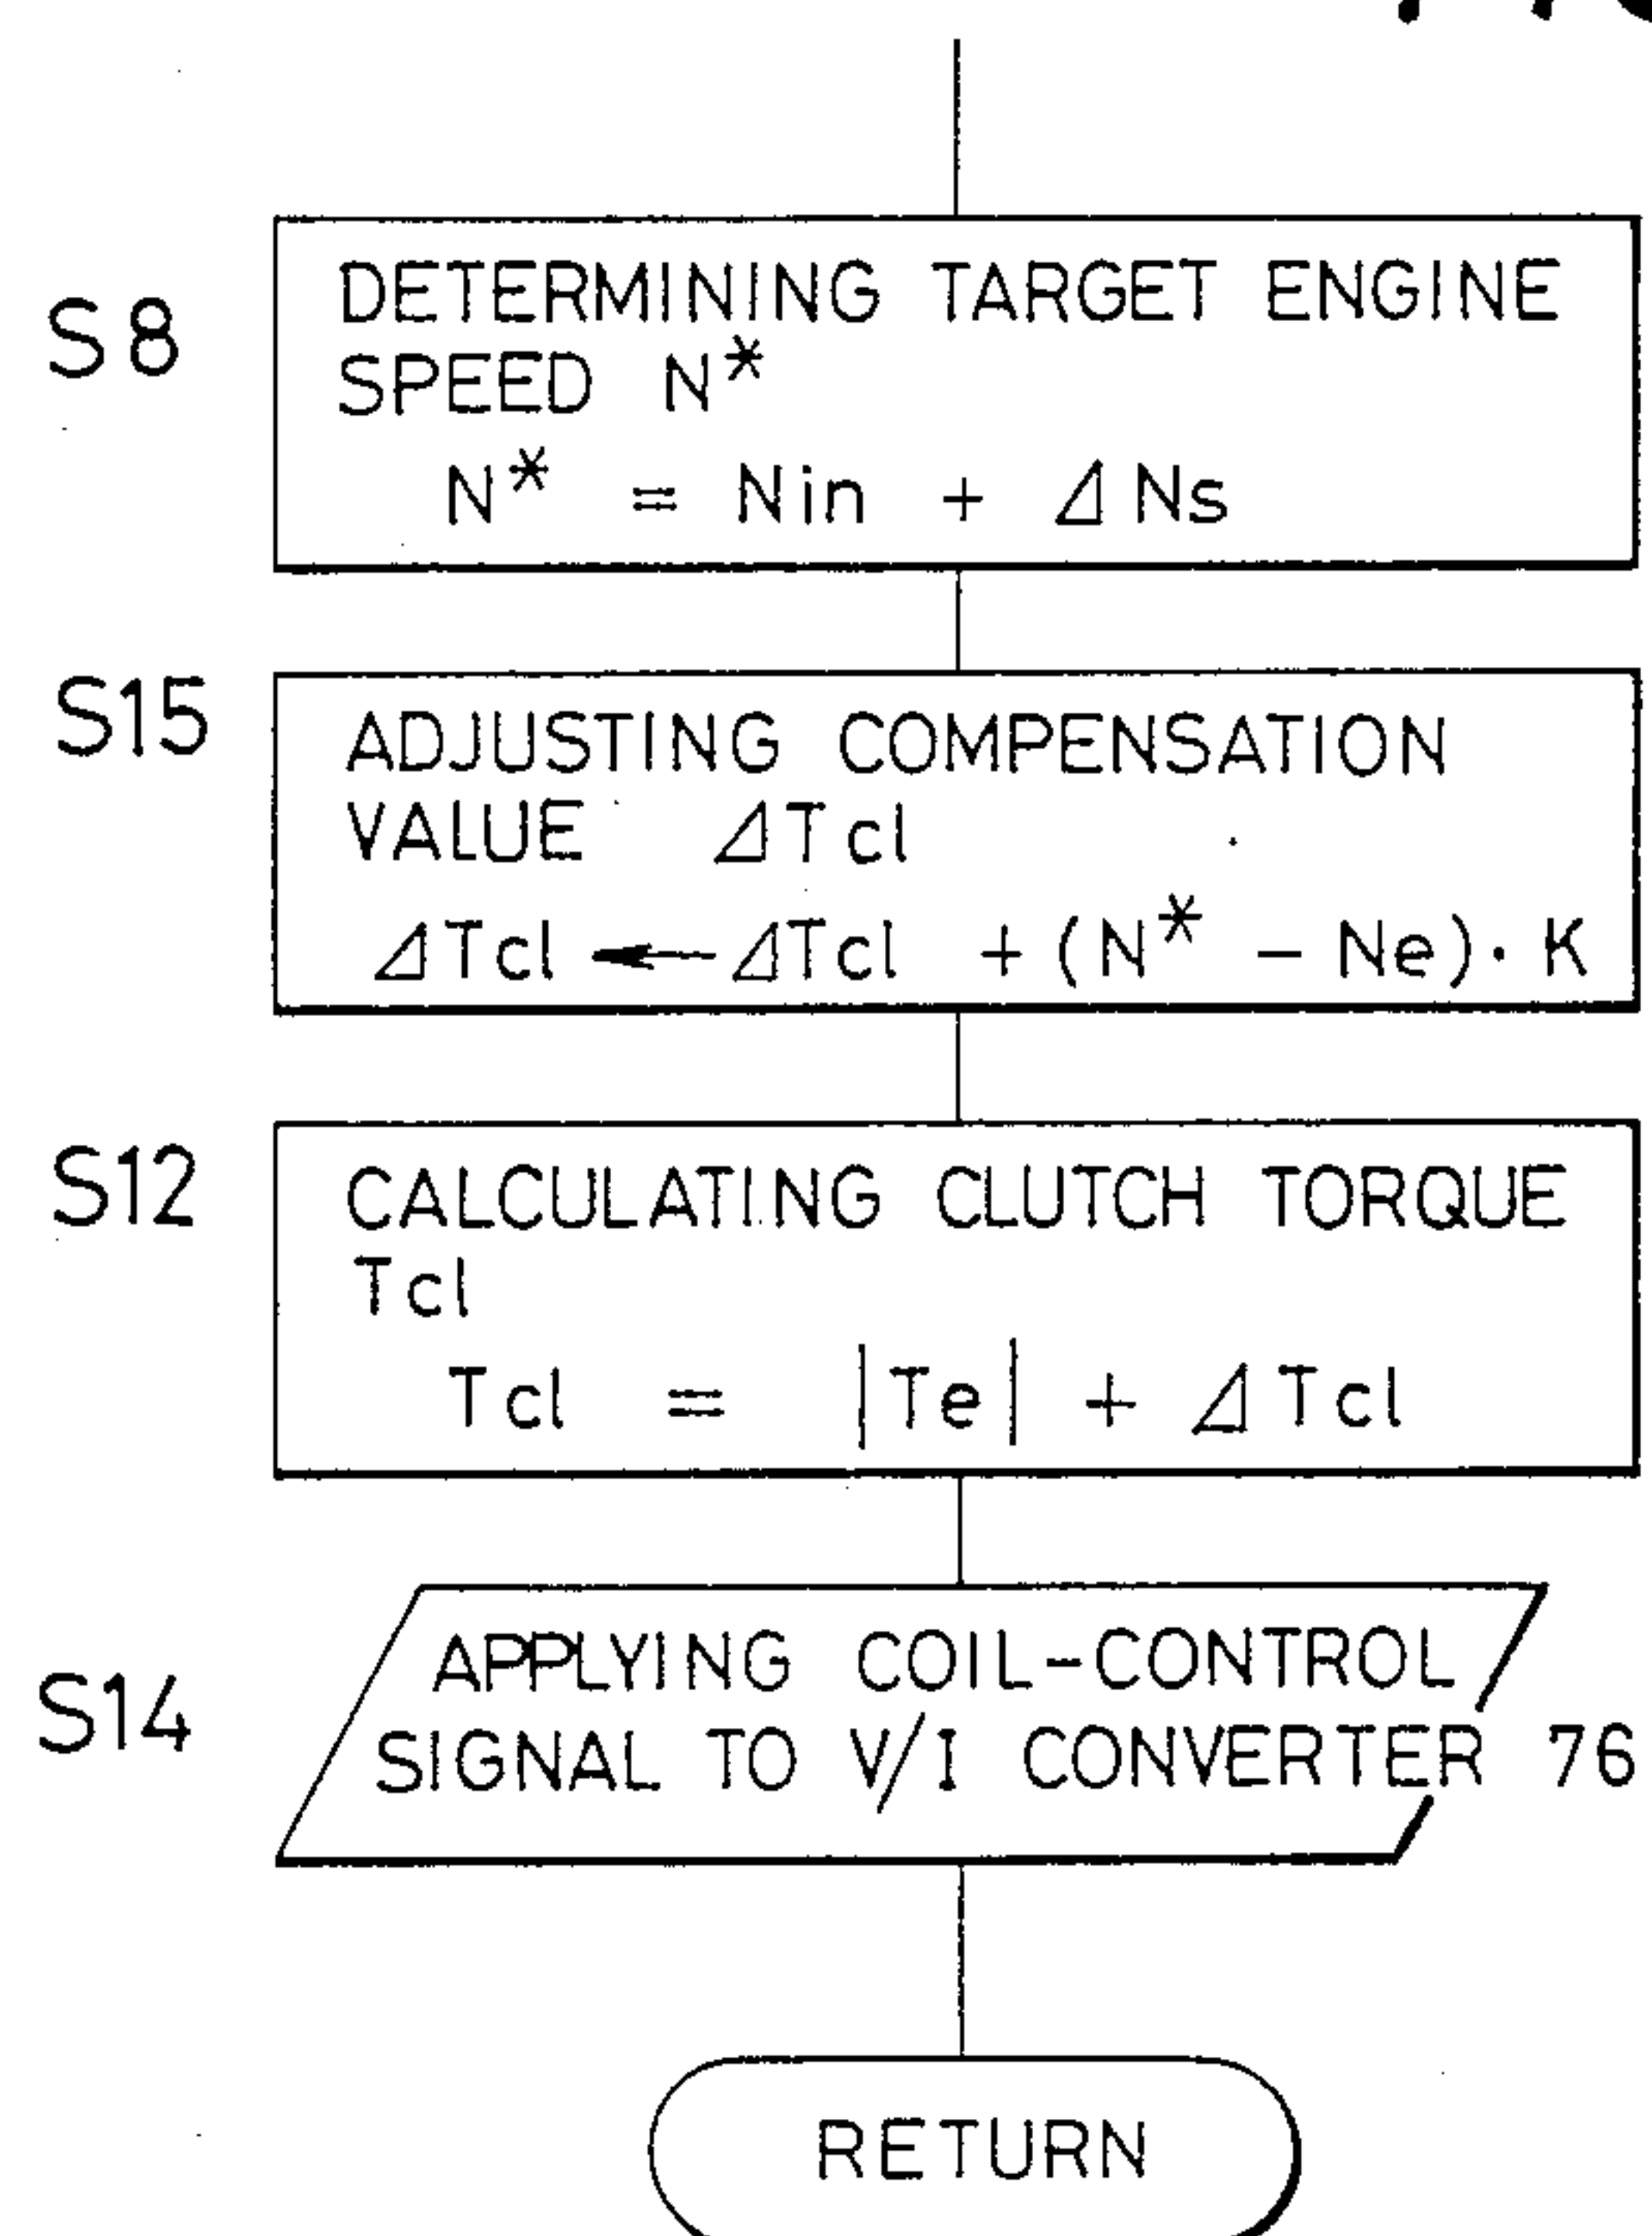 S8
DETERMINING TARGET ENGINE
SPEED N*
N* = Nin + ΔNs
S15
ADJUSTING COMPENSATION
VALUE ΔTcl
ΔTcl ← ΔTcl + (N* - Ne)· K
S12
CALCULATING CLUTCH TORQUE
Tcl
Tcl = |Te| + ΔTcl
S14
APPLYING COIL-CONTROL
SIGNAL TO V/I CONVERTER 76
RETURN